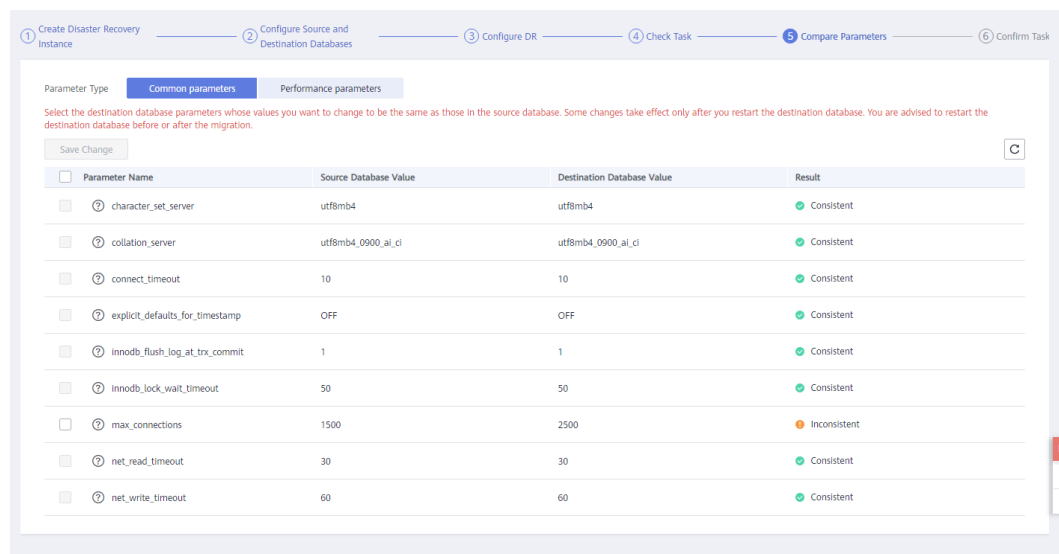 1 Create Disaster Recovery Instance
2 Configure Source and Destination Databases
3 Configure DR
4 Check Task
5 Compare Parameters
6 Confirm Task
Parameter Type Common parameters Performance parameters
Select the destination database parameters whose values you want to change to be the same as those in the source database. Some changes take effect only after you restart the destination database. You are advised to restart the
destination database before or after the migration.
Save Change
Parameter Name Source Database Value Destination Database Value Result
? character_set_server utf8mb4 utf8mb4 Consistent
? collation_server utf8mb4_0900_ai_ci utf8mb4_0900_ai_ci Consistent
? connect_timeout 10 10 Consistent
? explicit_defaults_for_timestamp OFF OFF Consistent
? innodb_flush_log_at_trx_commit 1 1 Consistent
? innodb_lock_wait_timeout 50 50 Consistent
? max_connections 1500 2500 Inconsistent
? net_read_timeout 30 30 Consistent
? net_write_timeout 60 60 Consistent